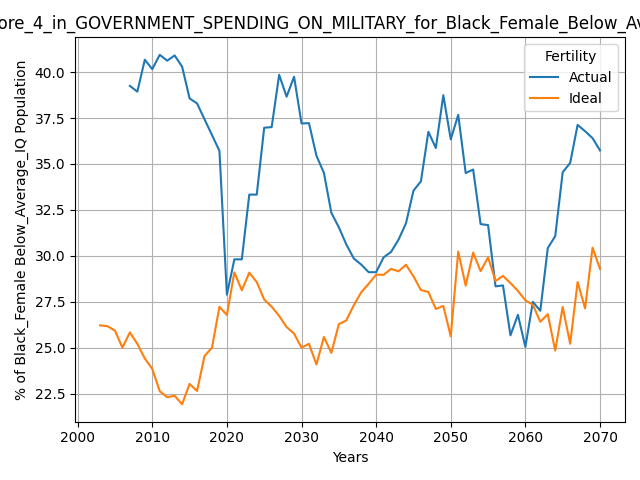 ore_4_in_GOVERNMENT_SPENDING_ON_MILITARY_for_Black_Female_Below_Av
Fertility
Actual
Ideal
% of Black_Female Below_Average_IQ Population
40.0
37.5
35.0
32.5
30.0
27.5
25.0
22.5
2000 2010 2020 2030 2040 2050 2060 2070
Years